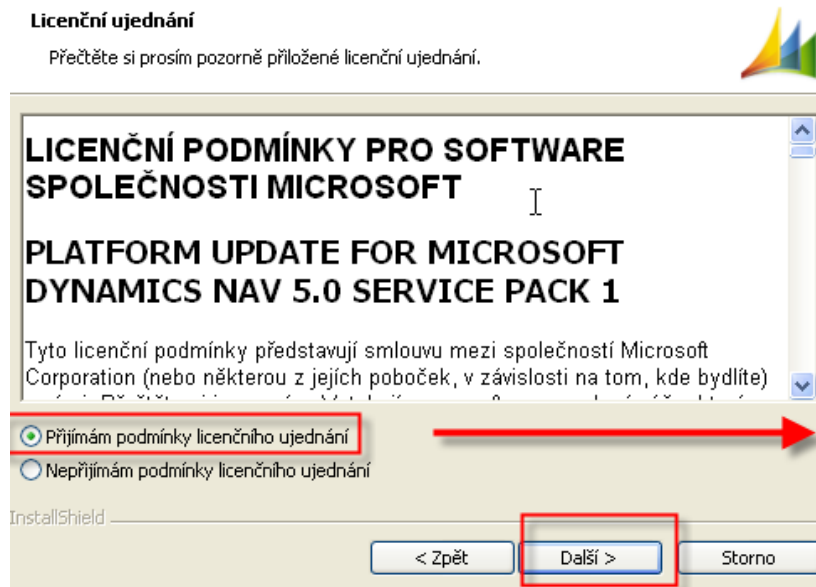 Licenční ujednání
Přečtěte si prosím pozorně přiložené licenční ujednání.
LICENČNÍ PODMÍNKY PRO SOFTWARE
SPOLEČNOSTI MICROSOFT
PLATFORM UPDATE FOR MICROSOFT
DYNAMICS NAV 5.0 SERVICE PACK 1
Tyto licenční podmínky představují smlouvu mezi společností Microsoft
Corporation (nebo některou z jejích poboček, v závislosti na tom, kde bydlíte)
Přijímám podmínky licenčního ujednání
Nepřijímám podmínky licenčního ujednání
InstallShield
< Zpět
Další >
Storno